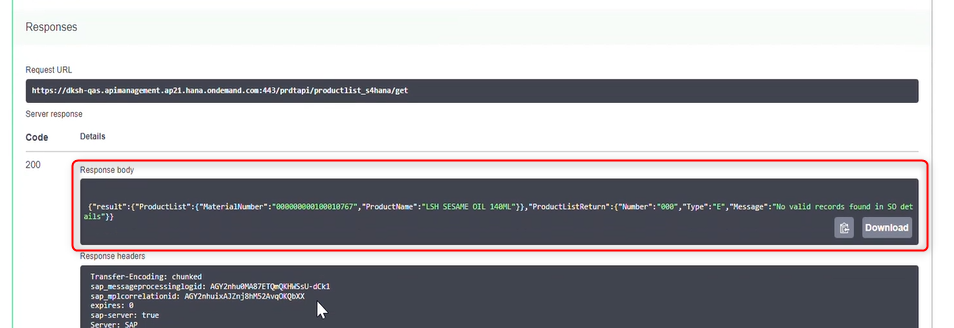 Responses
Request URL
https://dksh-qas.apimanagement.ap21.hana.ondemand.com:443/prdtapi/productlist_s4hana/get
Server response
Code Details
200
Response body
{"result":{"ProductList":{"MaterialNumber":"000000000100010767","ProductName":"LSH SESAME OIL 140ML"}},"ProductListReturn":{"Number":"000","Type":"E","Message":"No valid records found in SO det
ails"}}
Download
Response headers
Transfer-Encoding: chunked
sap_messageprocessinglogid: AGY2nhu0MA87ETQmQKHWSsU-dCk1
sap_mplcorrelationid: AGY2nhuixAJZnj8hM52AvqOKQbXX
expires: 0
sap-server: true
Server: SAP